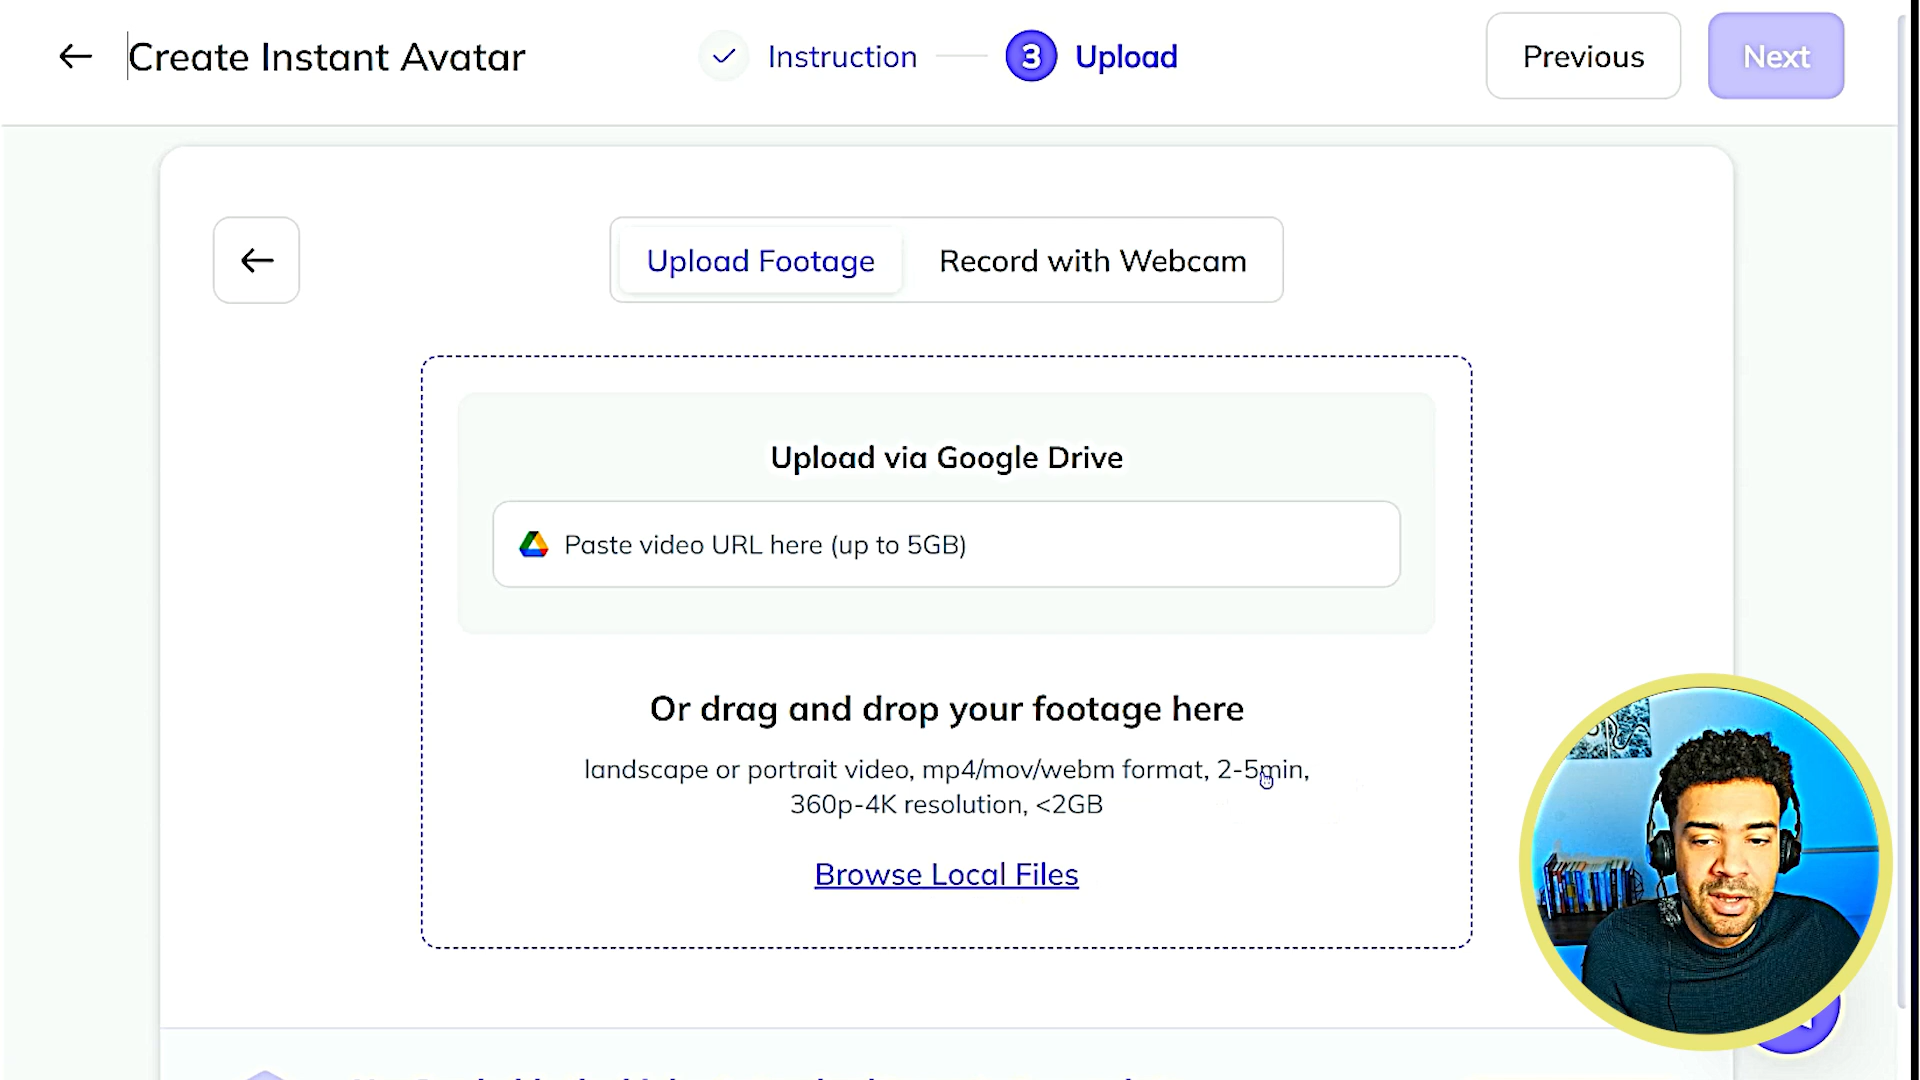 Create Instant Avatar
Instruction
3 Upload
Previous
Next
Upload Footage
Record with Webcam
Upload via Google Drive
Paste video URL here (up to 5GB)
Or drag and drop your footage here
landscape or portrait video, mp4/mov/webm format, 2-5min,
360p-4K resolution, <2GB
Browse Local Files